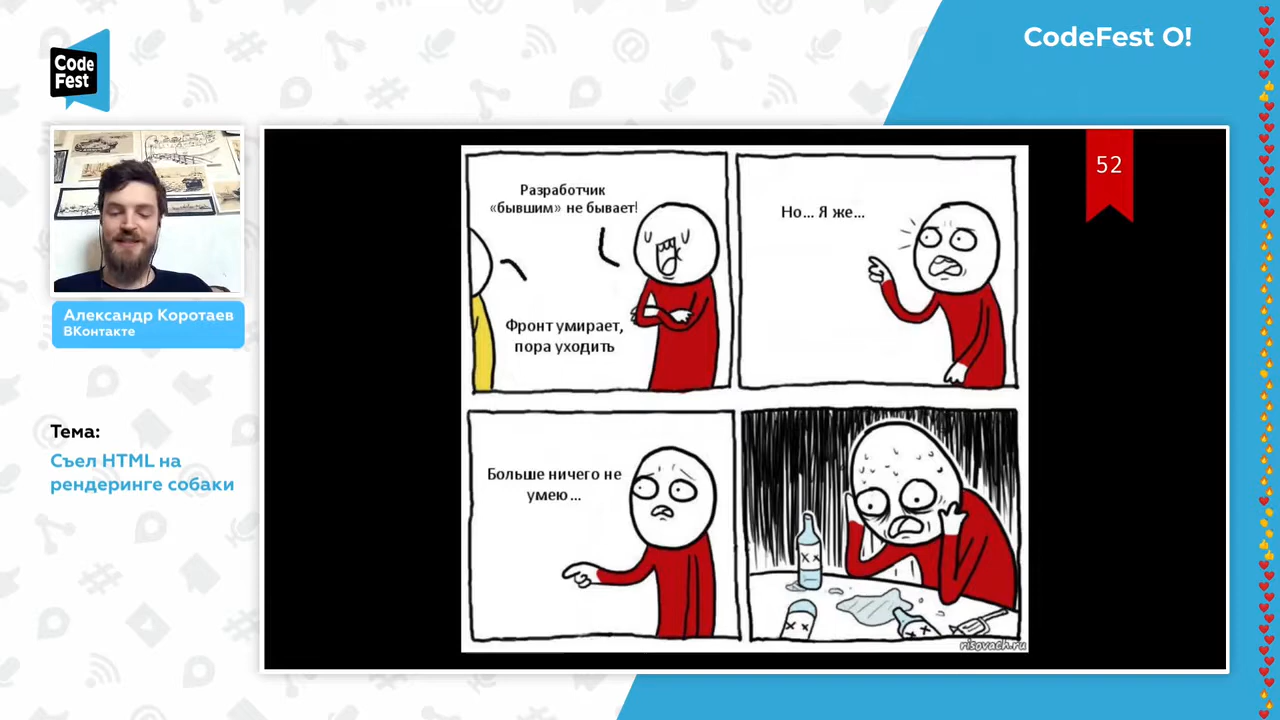 Code
Fest
CodeFest О!
Александр Коротаев
ВКонтакте
Тема:
Съел HTML на
рендеринге собаки
52
Разработчик
«бывшим» не бывает!
Фронт умирает,
пора уходить
Но... Я же...
Больше ничего не
умею...
risovach.ru